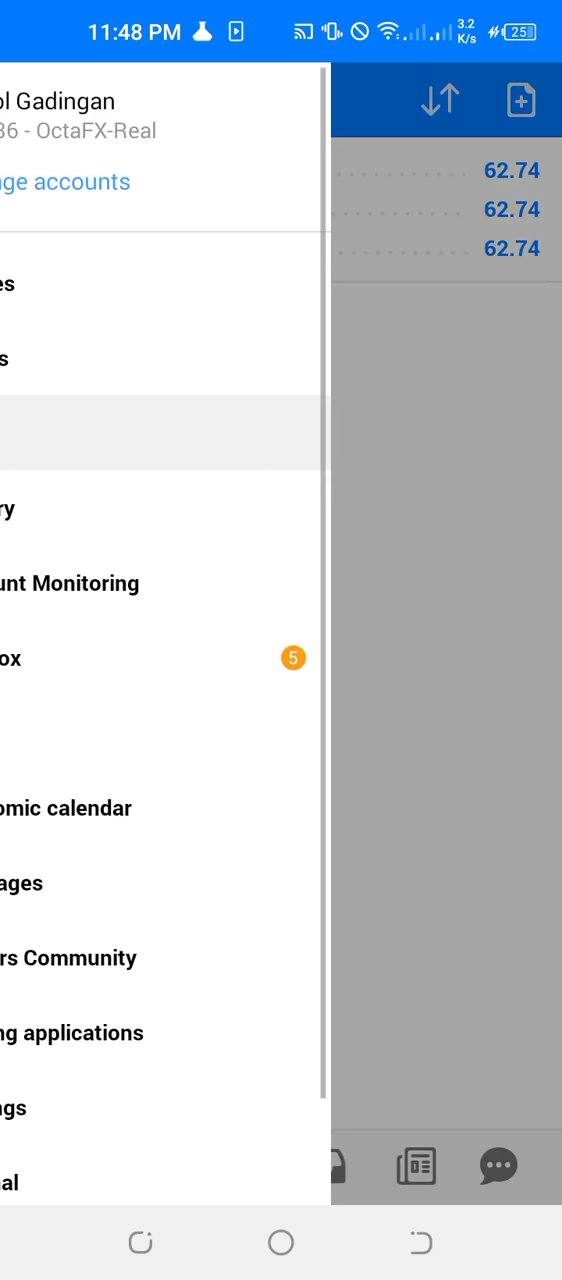 11:48 PM 3.2 K/s 25
ol Gadingan
36 - OctaFX-Real
nge accounts
62.74
62.74
62.74
es
s
ry
unt Monitoring
ox 5
omic calendar
ages
rs Community
ng applications
ngs
al